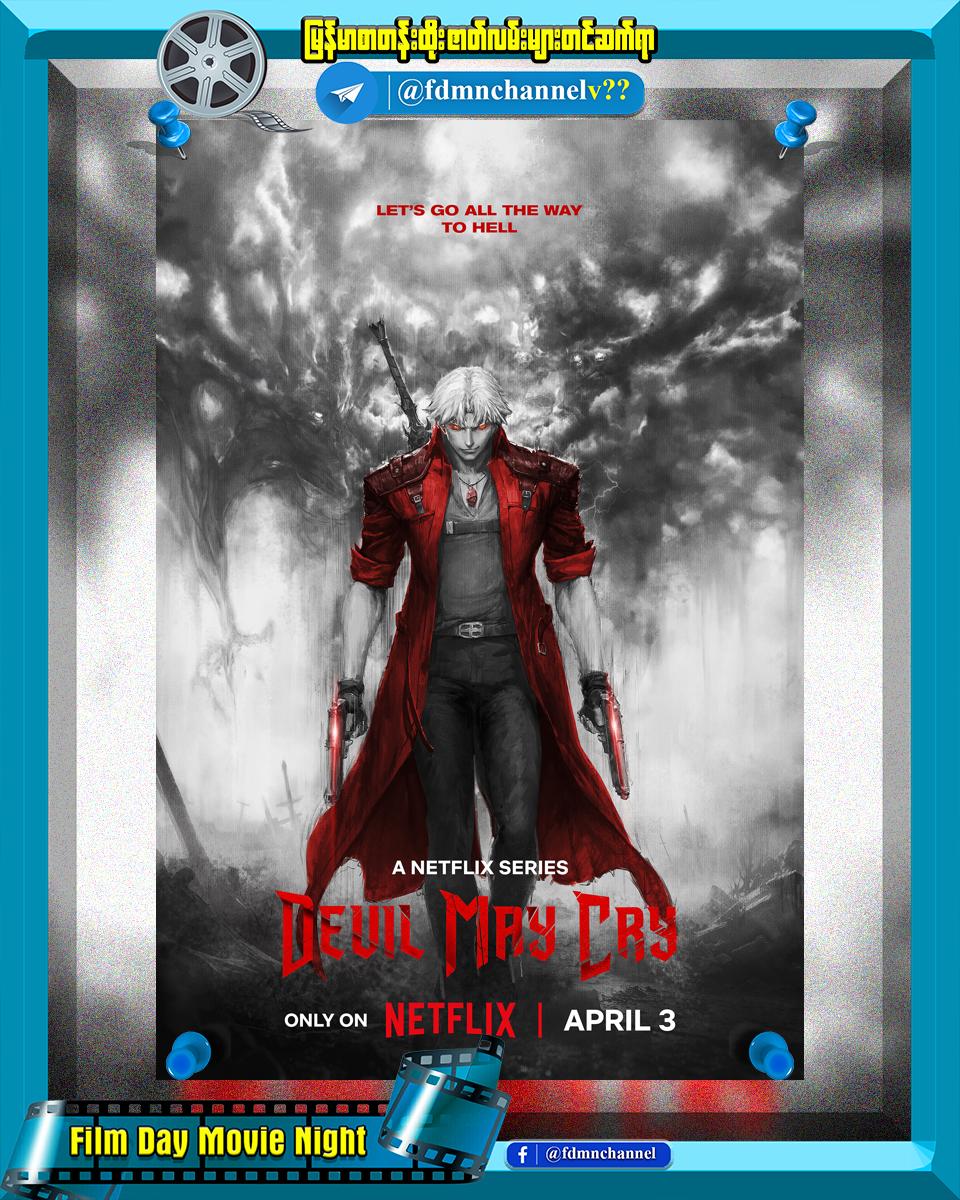 မြန်မာစာတန်းထိုးဇာတ်လမ်းများတင်ဆက်ရာ
@fdmnchannelv??
LET'S GO ALL THE WAY
TO HELL
A NETFLIX SERIES
DEVIL MAY CRY
ONLY ON NETFLIX | APRIL 3
Film Day Movie Night
@fdmnchannel